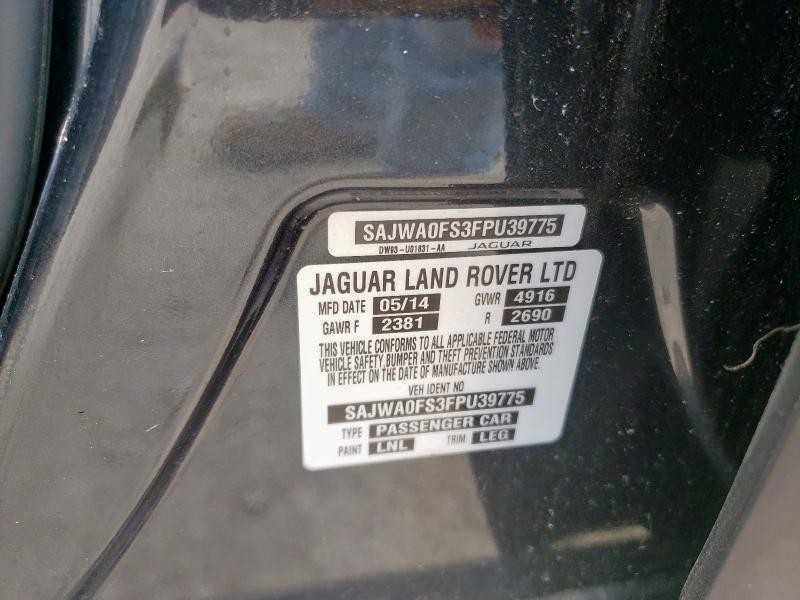 SAJWA0FS3FPU39775
DW93-U01631-AA JAGUAR
JAGUAR LAND ROVER LTD
MFD DATE 05/14 GVWR 4916
GAWR F 2381 R 2690
THIS VEHICLE CONFORMS TO ALL APPLICABLE FEDERAL MOTOR
VEHICLE SAFETY, BUMPER AND THEFT PREVENTION STANDARDS
IN EFFECT ON THE DATE OF MANUFACTURE SHOWN ABOVE.
VEH IDENT NO
SAJWA0FS3FPU39775
TYPE PASSENGER CAR
PAINT LNL TRIM LEG